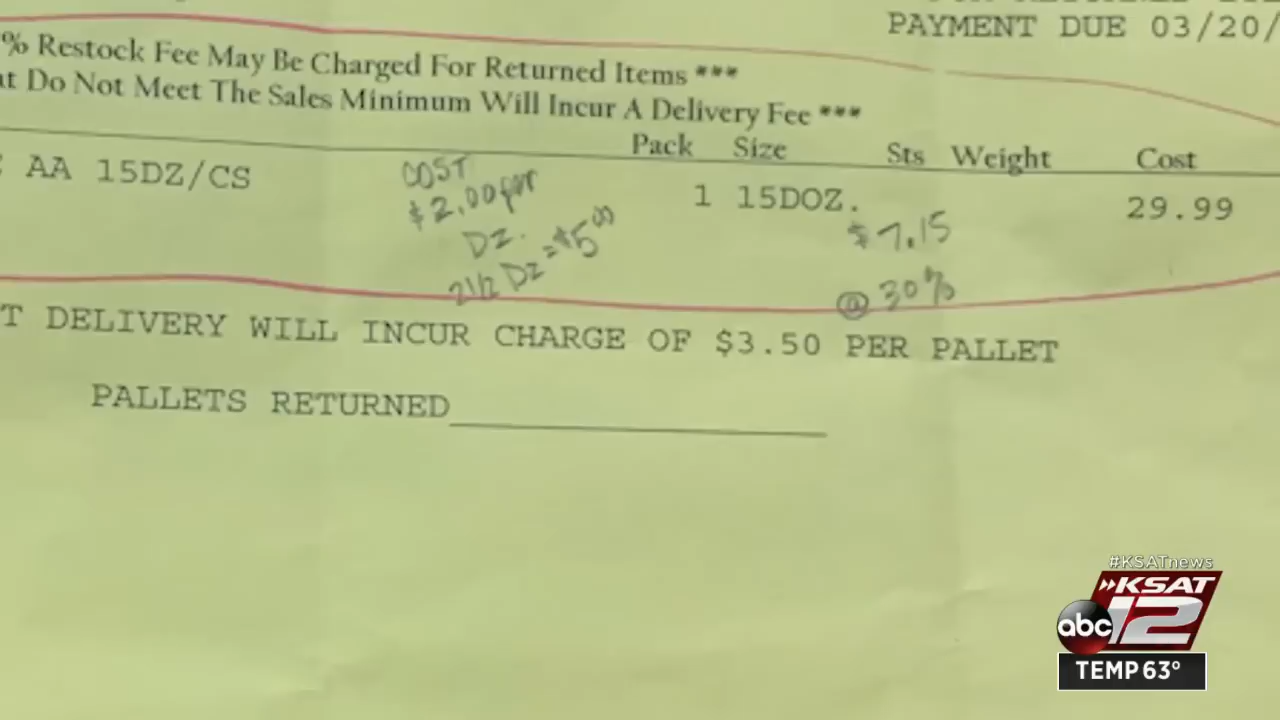 PAYMENT DUE 03/20/
% Restock Fee May Be Charged For Returned Items ***
at Do Not Meet The Sales Minimum Will Incur A Delivery Fee ***
Pack Size Sts Weight Cost
AA 15DZ/CS 1 15DOZ. 29.99
COST
$2.00 per
DZ.
2 1/2 DZ = $5.00
$7.15
@ 30%
T DELIVERY WILL INCUR CHARGE OF $3.50 PER PALLET
PALLETS RETURNED
#KSATnews
KSAT
abc 12
TEMP 63°